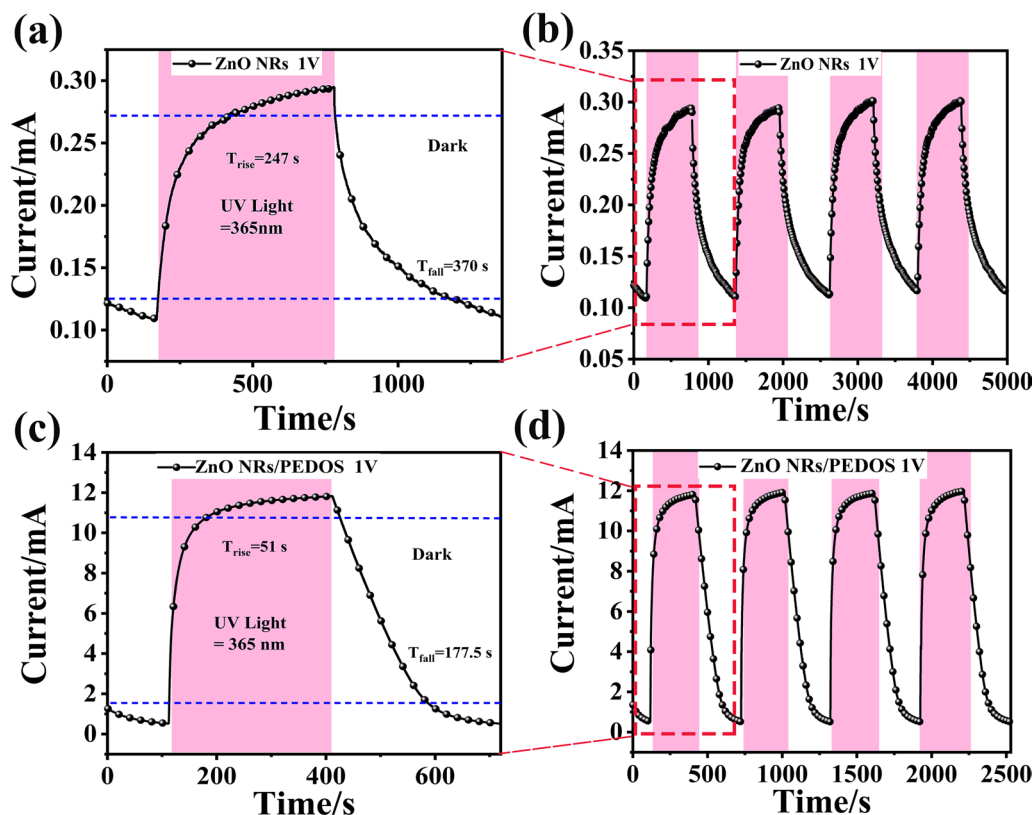 (a)
ZnO NRs 1V
0.30
0.25
0.20
0.15
0.10
Current/mA
T_rise=247 s
UV Light
=365nm
Dark
T_fall=370 s
0
500
1000
Time/s
(b)
ZnO NRs 1V
0.35
0.30
0.25
0.20
0.15
0.10
0.05
Current/mA
0
1000
2000
3000
4000
5000
Time/s
(c)
ZnO NRs/PEDOS 1V
14
12
10
8
6
4
2
0
Current/mA
T_rise=51 s
UV Light
= 365 nm
Dark
T_fall=177.5 s
0
200
400
600
Time/s
(d)
ZnO NRs/PEDOS 1V
14
12
10
8
6
4
2
0
Current/mA
0
500
1000
1500
2000
2500
Time/s